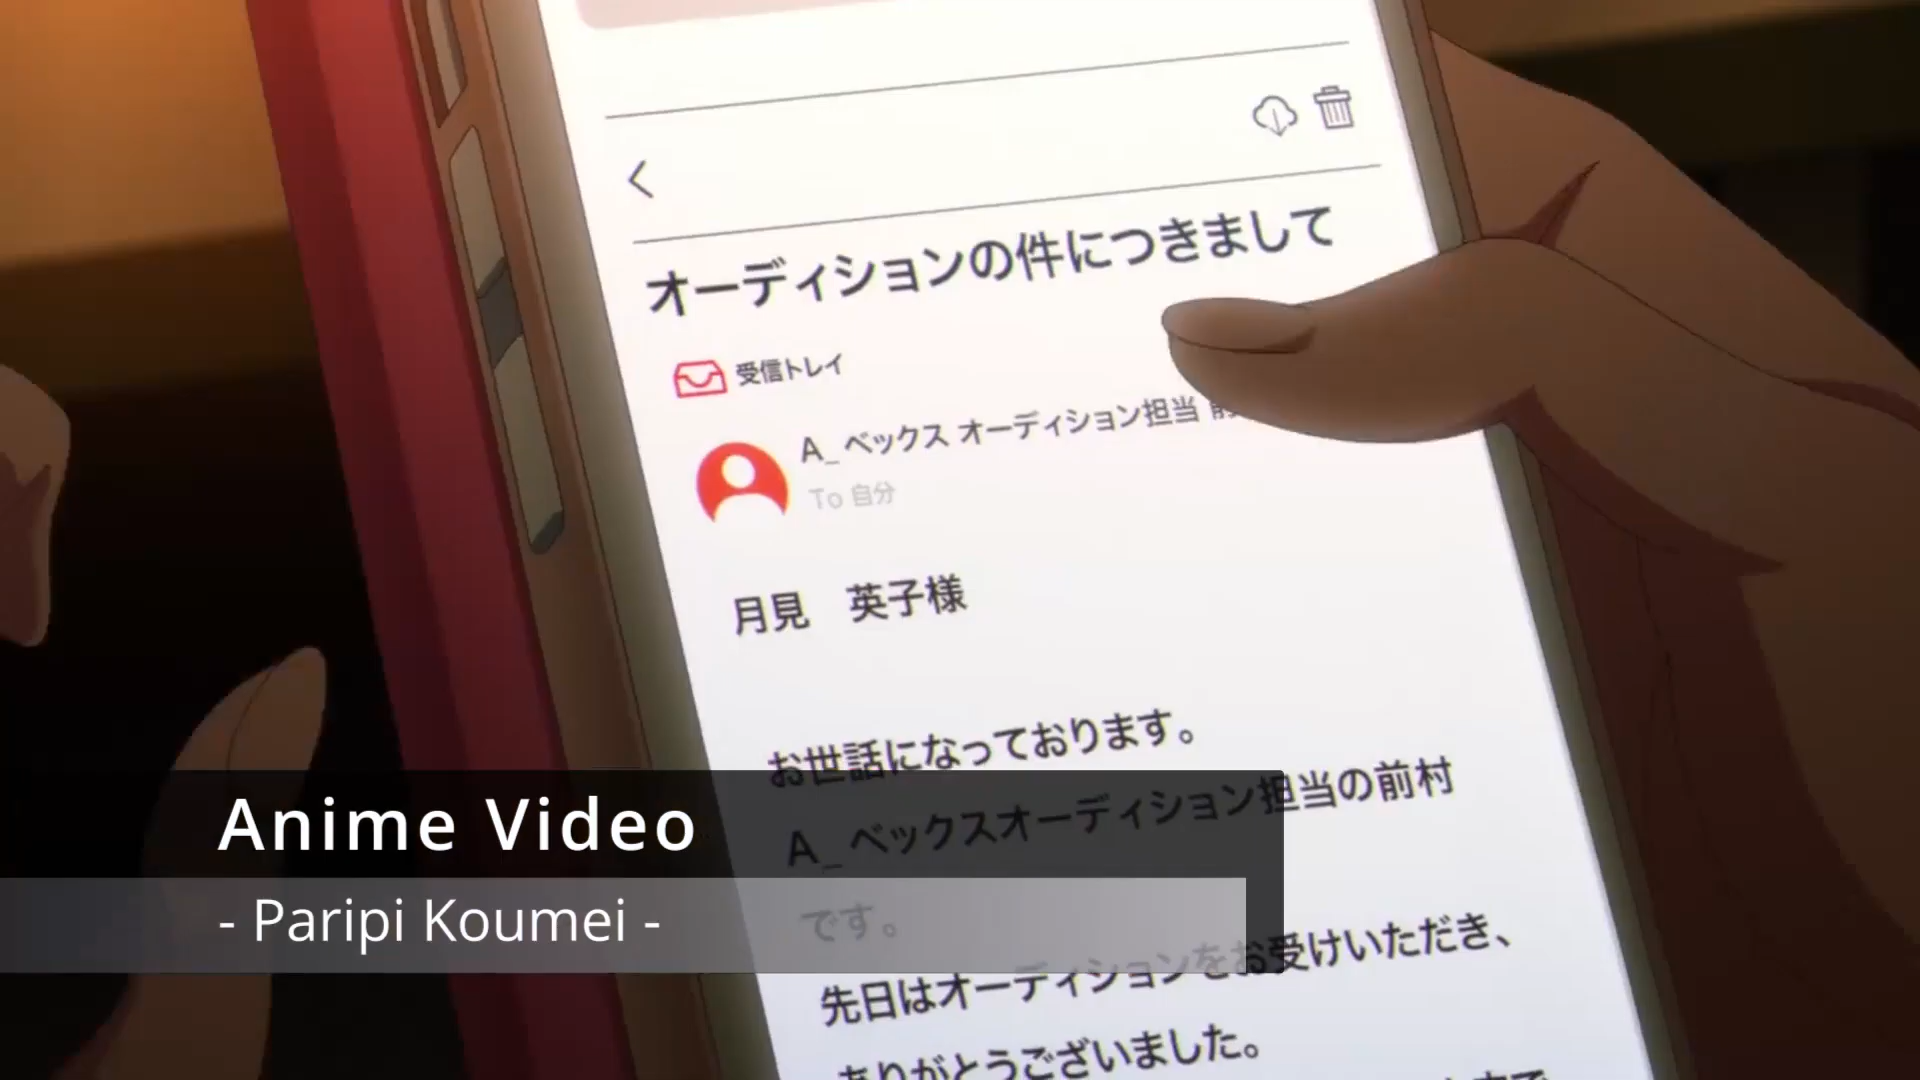 オーディションの件につきまして
受信トレイ
A_ベックス オーディション担当
To 自分
月見　英子様
お世話になっております。
A_ベックスオーディション担当の前村
です。
先日はオーディションをお受けいただき、
ありがとうございました。
Anime Video
- Paripi Koumei -